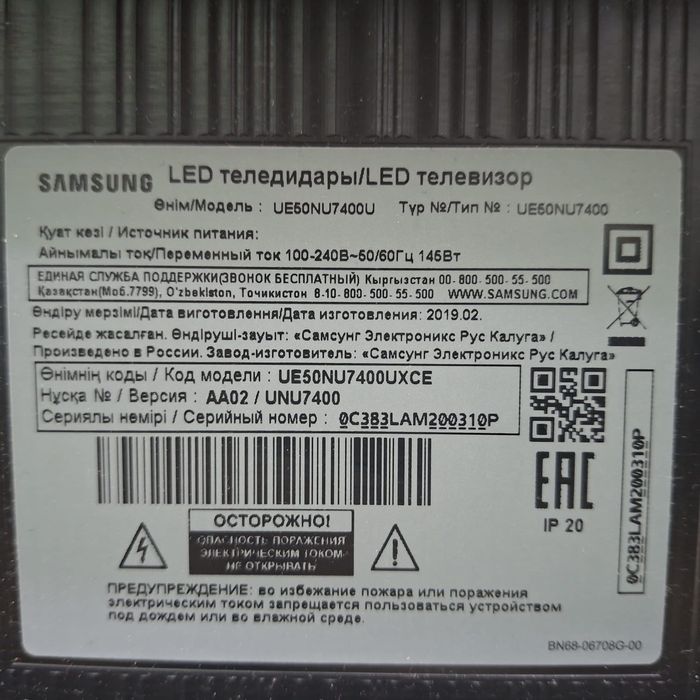 SAMSUNG LED теледидары/LED телевизор
Өнім/Модель : UE50NU7400U Түр №/Тип № : UE50NU7400
Қуат көзі / Источник питания:
Айнымалы ток/Переменный ток 100-240В~50/60Гц 145Вт
ЕДИНАЯ СЛУЖБА ПОДДЕРЖКИ(ЗВОНОК БЕСПЛАТНЫЙ) Кыргызстан 00-800-500-55-500
Қазақстан(Моб.7799), O'zbekiston, Точикистон 8-10-800-500-55-500 WWW.SAMSUNG.COM
Өндіру мерзімі/Дата виготовлення/Дата изготовления: 2019.02.
Ресейде жасалған. Өндіруші-зауыт: «Самсунг Электроникс Рус Калуга» /
Произведено в России. Завод-изготовитель: «Самсунг Электроникс Рус Калуга»
Өнімнің коды / Код модели : UE50NU7400UXCE
Нұсқа № / Версия : AA02 / UNU7400
Сериялы нөмірі / Серийный номер : 0C383LAM200310P
0C383LAM200310P
EAC
IP 20
ОСТОРОЖНО!
ОПАСНОСТЬ ПОРАЖЕНИЯ
ЭЛЕКТРИЧЕСКИМ ТОКОМ
НЕ ОТКРЫВАТЬ
ПРЕДУПРЕЖДЕНИЕ: во избежание пожара или поражения
электрическим током запрещается пользоваться устройством
под дождем или во влажной среде.
BN68-06708G-00